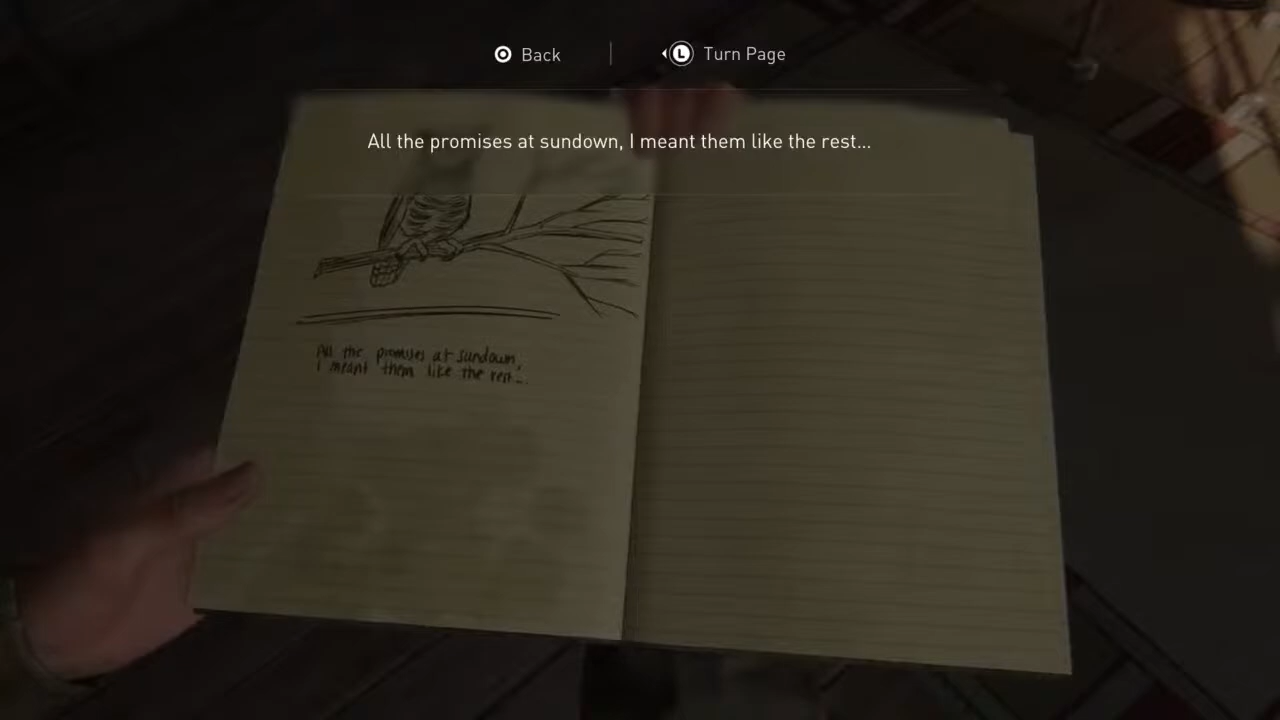 Back
L Turn Page
All the promises at sundown, I meant them like the rest...
All the promises at sundown,
I meant them like the rest...